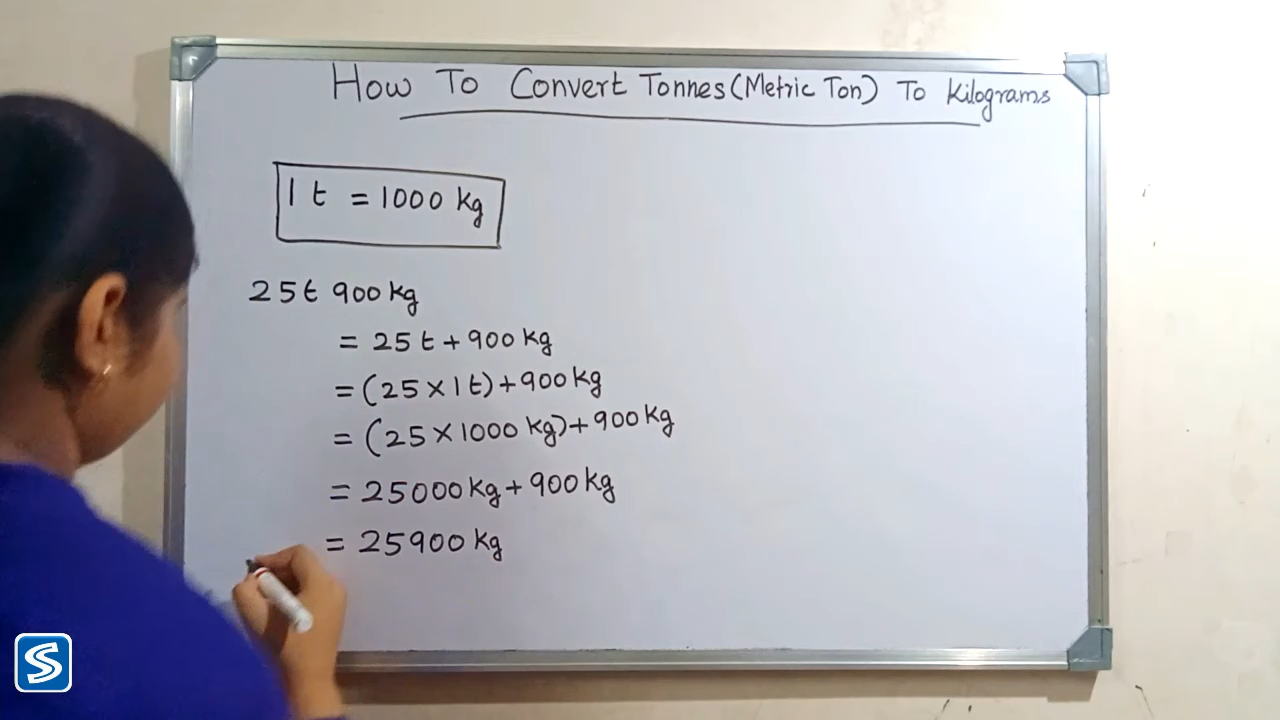 How To Convert Tonnes (Metric Ton) To Kilograms
1 t = 1000 kg
25t 900 kg
= 25 t + 900 kg
= (25 × 1 t) + 900 kg
= (25 × 1000 kg) + 900 kg
= 25000 kg + 900 kg
= 25900 kg
S